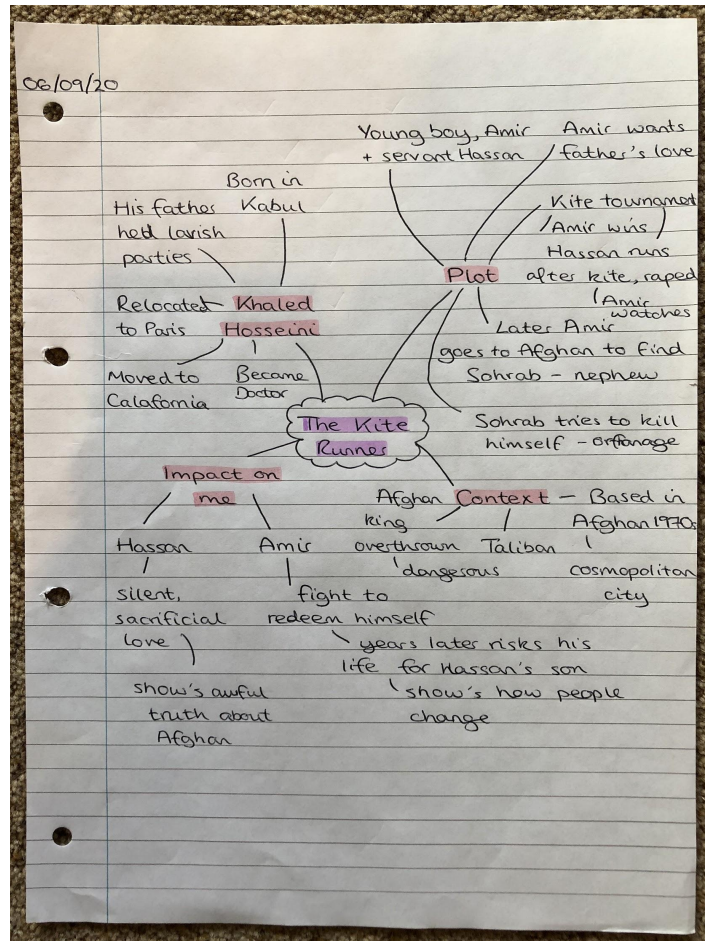 06/09/20
Young boy, Amir
+ servant Hassan
Amir wants
father's love
Kite townamet
Amir wins
Hassan runs
after kite, raped
Amir
watches
Plot
Later Amir
goes to Afghan to find
Sohrab - nephew
Sohrab tries to kill
himself - orffanage
Born in
Kabul
His father
held lavish
parties
Khaled
Hosseini
Relocated
to Paris
Moved to
Calafornia
Became
Doctor
The Kite
Runner
Impact on
me
Hassan
silent,
sacrificial
love
show's awful
truth about
Afghan
Amir
fight to
redeem himself
years later risks his
life for Hassan's son
show's how people
change
Context
Afghan
king
overthrown
dangerous
Taliban
Based in
Afghan 1970s
cosmopolitan
city